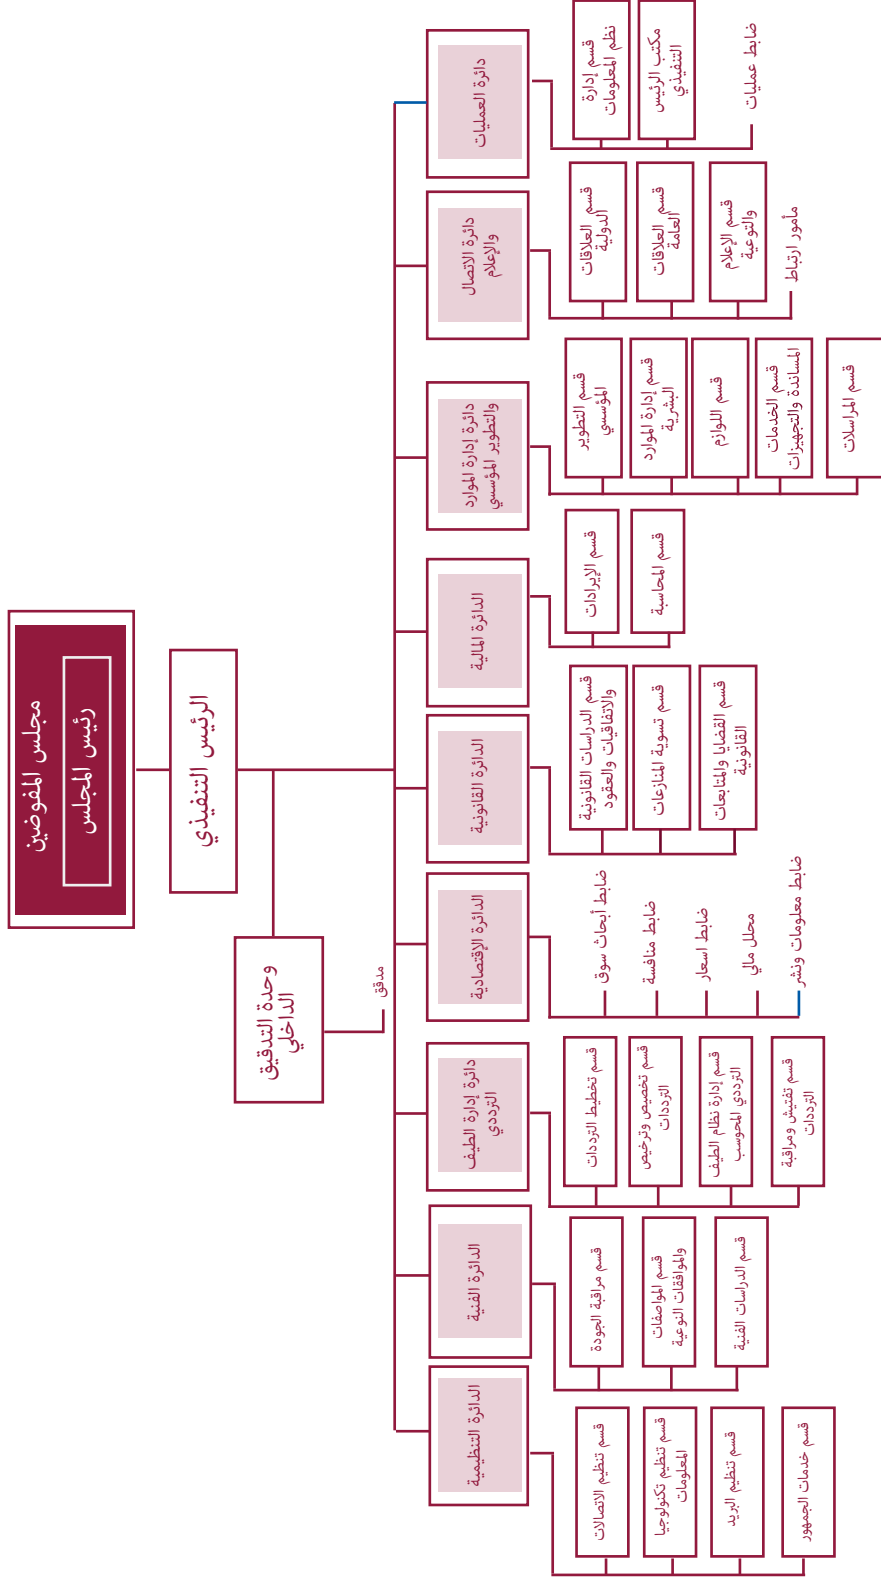 مجلس المفوضين
رئيس المجلس
الرئيس التنفيذي
وحدة التدقيق
الداخلي
مدقق
دائرة العمليات
قسم إدارة
نظم المعلومات
مكتب الرئيس
التنفيذي
ضابط عمليات
دائرة الاتصال
والإعلام
قسم العلاقات
الدولية
قسم العلاقات
العامة
قسم الإعلام
والتوعية
مأمور ارتباط
دائرة إدارة الموارد
والتطوير المؤسسي
قسم التطوير
المؤسسي
قسم إدارة الموارد
البشرية
قسم اللوازم
قسم الخدمات
المساندة والتجهيزات
قسم المراسلات
الدائرة المالية
قسم الإيرادات
قسم المحاسبة
الدائرة القانونية
قسم الدراسات القانونية
والاتفاقيات والعقود
قسم تسوية المنازعات
قسم القضايا والمتابعات
القانونية
الدائرة الإقتصادية
ضابط أبحاث سوق
ضابط منافسة
ضابط اسعار
محلل مالي
ضابط معلومات ونشر
دائرة إدارة الطيف
الترددي
قسم تخطيط الترددات
قسم تخصيص وترخيص
الترددات
قسم إدارة نظام الطيف
الترددي المحوسب
قسم تفتيش ومراقبة
الترددات
الدائرة الفنية
قسم مراقبة الجودة
قسم المواصفات
والموافقات النوعية
قسم الدراسات الفنية
الدائرة التنظيمية
قسم تنظيم الاتصالات
قسم تنظيم تكنولوجيا
المعلومات
قسم تنظيم البريد
قسم خدمات الجمهور